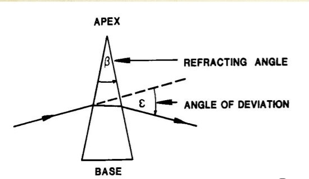 APEX
β
REFRACTING ANGLE
ε
ANGLE OF DEVIATION
BASE